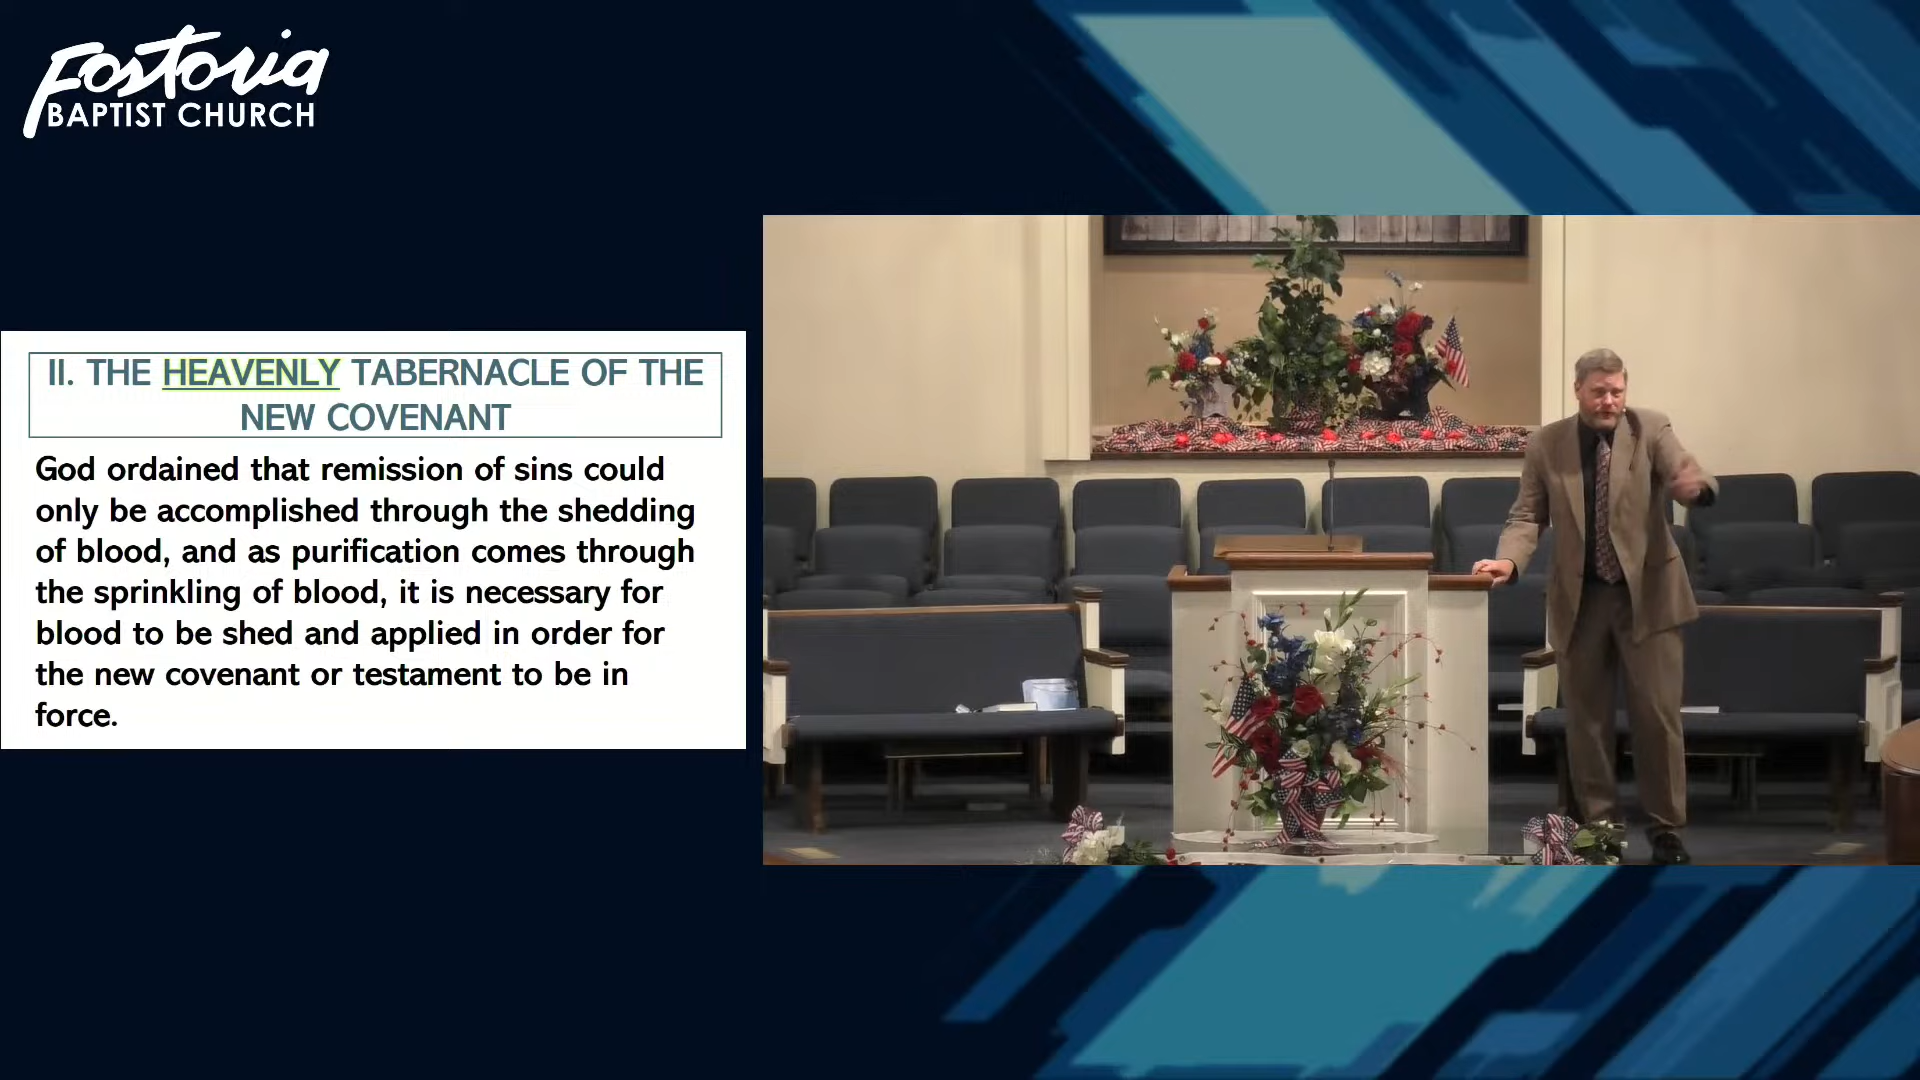 Fostoria
BAPTIST CHURCH
II. THE HEAVENLY TABERNACLE OF THE
NEW COVENANT
God ordained that remission of sins could
only be accomplished through the shedding
of blood, and as purification comes through
the sprinkling of blood, it is necessary for
blood to be shed and applied in order for
the new covenant or testament to be in
force.